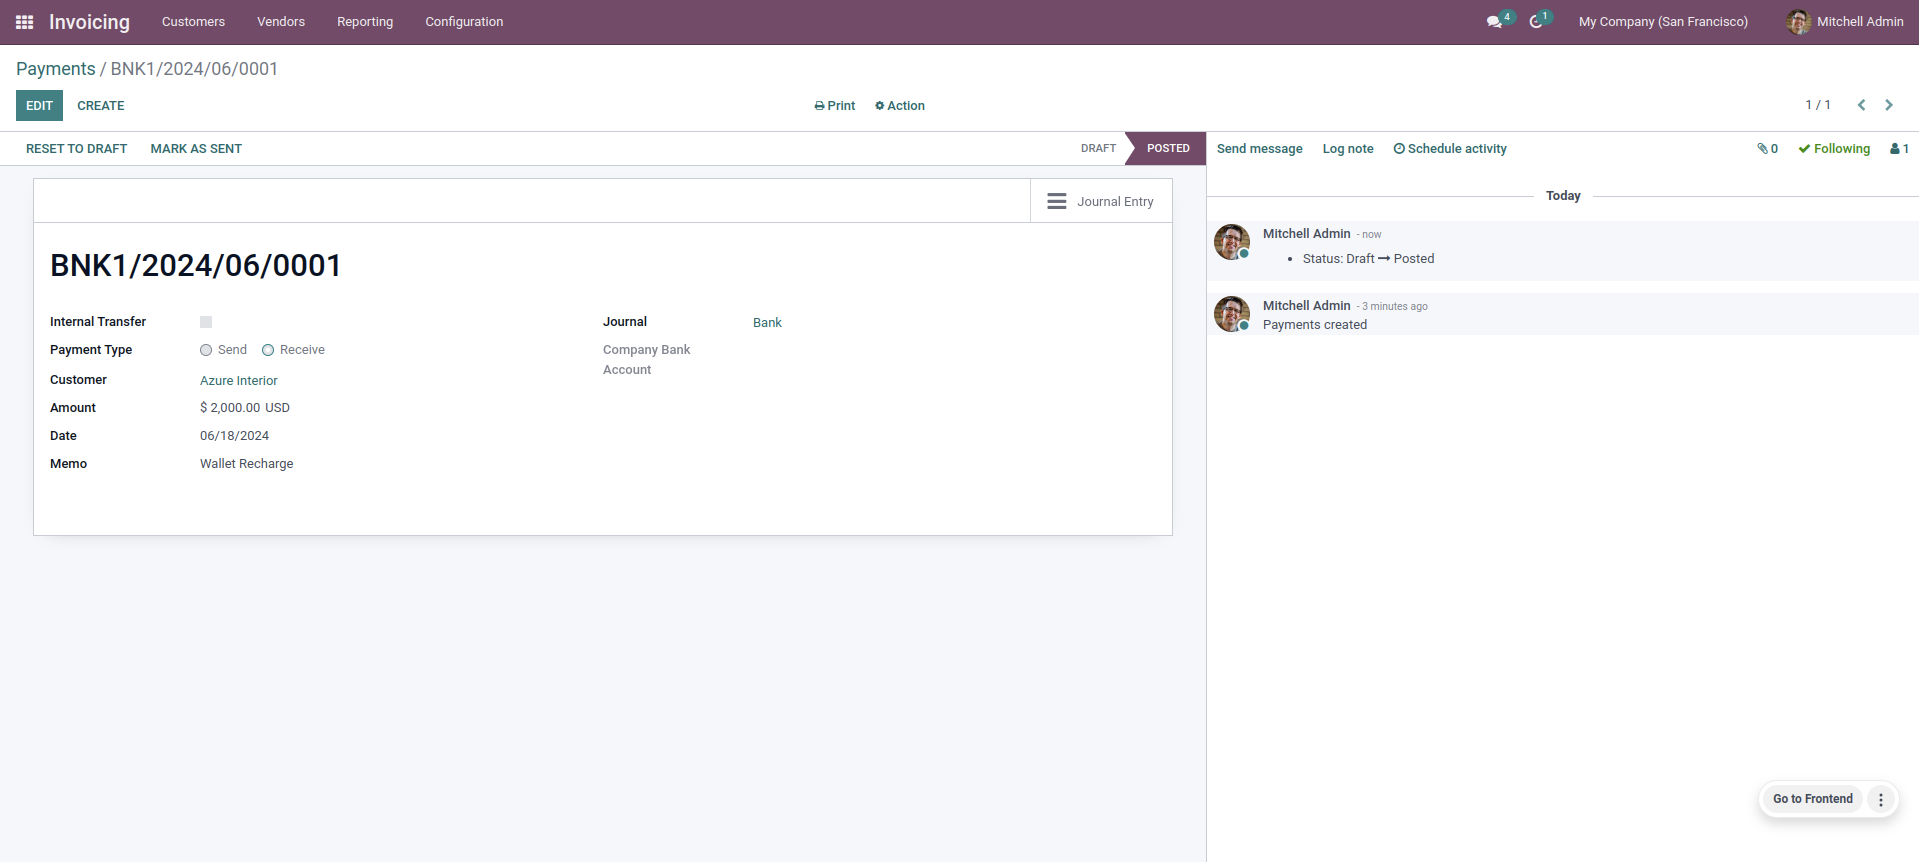 Invoicing Customers Vendors Reporting Configuration 4 1 My Company (San Francisco) Mitchell Admin
Payments / BNK1/2024/06/0001
EDIT CREATE Print Action 1 / 1
RESET TO DRAFT MARK AS SENT DRAFT POSTED Send message Log note Schedule activity 0 Following 1
Journal Entry
BNK1/2024/06/0001
Internal Transfer
Payment Type Send Receive
Customer Azure Interior
Amount $ 2,000.00 USD
Date 06/18/2024
Memo Wallet Recharge
Journal Bank
Company Bank
Account
Today
Mitchell Admin - now
• Status: Draft → Posted
Mitchell Admin - 3 minutes ago
Payments created
Go to Frontend